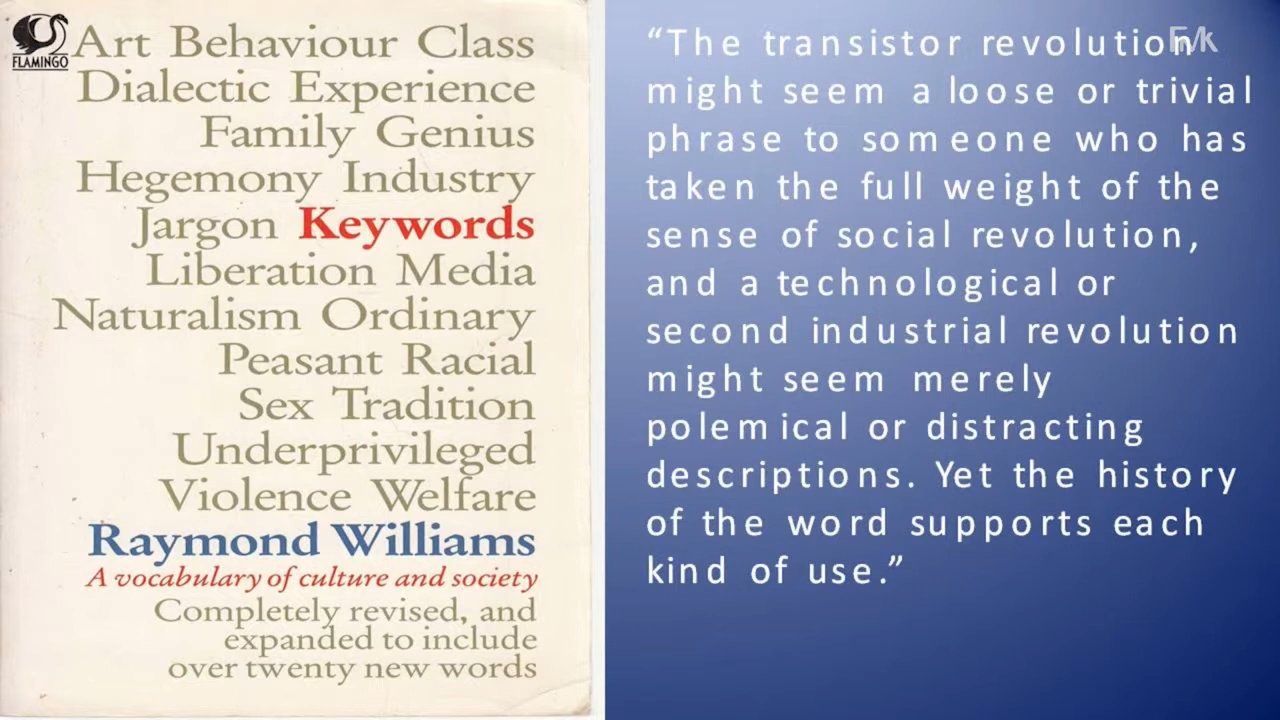 FLAMINGO
Art Behaviour Class
Dialectic Experience
Family Genius
Hegemony Industry
Jargon Keywords
Liberation Media
Naturalism Ordinary
Peasant Racial
Sex Tradition
Underprivileged
Violence Welfare
Raymond Williams
A vocabulary of culture and society
Completely revised, and
expanded to include
over twenty new words
“The transistor revolution
might seem a loose or trivial
phrase to someone who has
taken the full weight of the
sense of social revolution,
and a technological or
second industrial revolution
might seem merely
polemical or distracting
descriptions. Yet the history
of the word supports each
kind of use.”